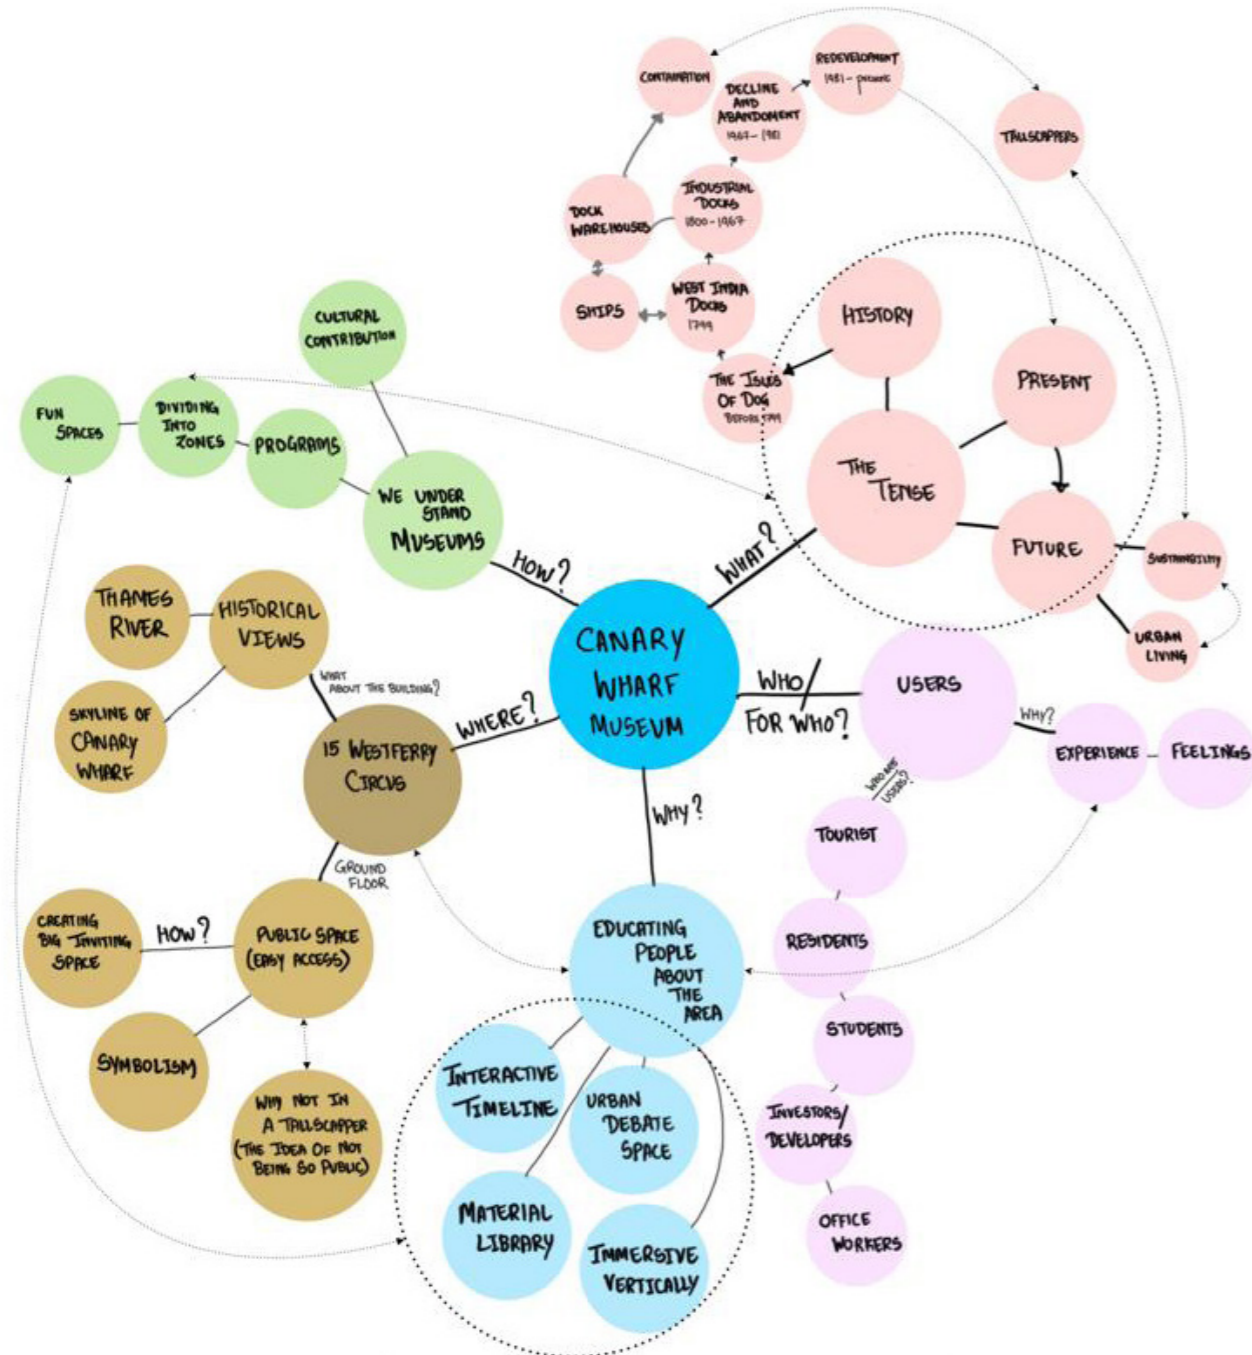 CONTAINATION
REDEVELOPMENT
1981 - present
DECLINE
AND
ABANDOMENT
1967 - 1981
TALLSCAPPERS
DOCK
WAREHOUSES
INDUSTRIAL
DOCKS
1800 - 1967
SHIPS
WEST INDIA
DOCKS
1799
THE ISLES
OF DOG
BEFORE 1799
HISTORY
PRESENT
THE
TENSE
FUTURE
SUSTAINABILITY
URBAN
LIVING
CULTURAL
CONTRIBUTION
FUN
SPACES
DIVIDING
INTO
ZONES
PROGRAMS
WE UNDER
STAND
MUSEUMS
HOW?
WHAT?
CANARY
WHARF
MUSEUM
THAMES
RIVER
HISTORICAL
VIEWS
SKYLINE OF
CANARY
WHARF
WHAT
ABOUT THE BUILDING?
15 WESTFERRY
CIRCUS
WHERE?
WHO/
FOR WHO?
USERS
WHY?
EXPERIENCE
FEELINGS
WHO ARE
USERS?
TOURIST
RESIDENTS
STUDENTS
INVESTORS/
DEVELOPERS
OFFICE
WORKERS
WHY?
EDUCATING
PEOPLE
ABOUT
THE
AREA
INTERACTIVE
TIMELINE
URBAN
DEBATE
SPACE
MATERIAL
LIBRARY
IMMERSIVE
VERTICALLY
GROUND
FLOOR
PUBLIC SPACE
(EASY ACCESS)
HOW?
CREATING
BIG INVITING
SPACE
SYMBOLISM
WHY NOT IN
A TALLSCAPPER
(THE IDEA OF NOT
BEING SO PUBLIC)